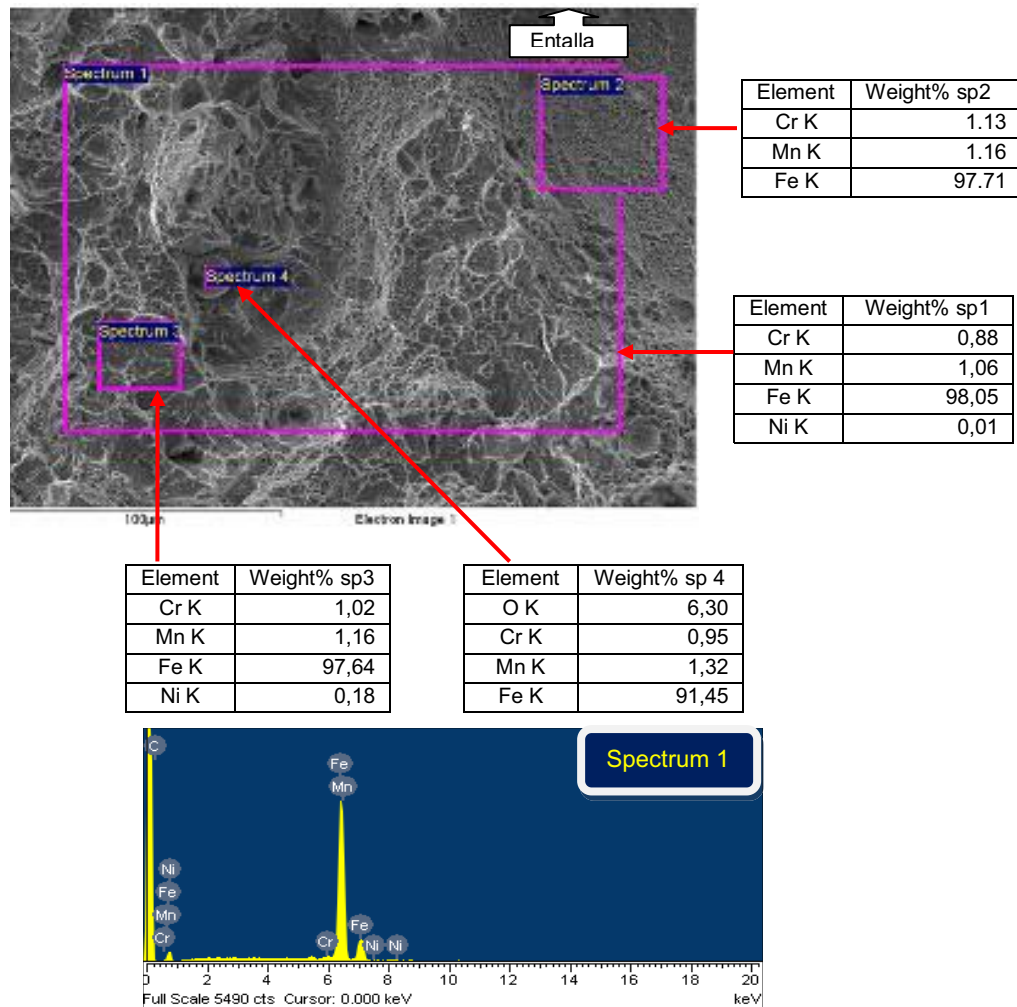 Entalla
Spectrum 1
Spectrum 2
Spectrum 4
Spectrum 3
100µm Electron Image 1
Element Weight% sp2
Cr K 1.13
Mn K 1.16
Fe K 97.71
Element Weight% sp1
Cr K 0,88
Mn K 1,06
Fe K 98,05
Ni K 0,01
Element Weight% sp3
Cr K 1,02
Mn K 1,16
Fe K 97,64
Ni K 0,18
Element Weight% sp 4
O K 6,30
Cr K 0,95
Mn K 1,32
Fe K 91,45
Spectrum 1
C
Fe
Mn
Ni
Fe
Mn
Cr
Cr
Fe
Ni
Ni
0 2 4 6 8 10 12 14 16 18 20
Full Scale 5490 cts Cursor: 0.000 keV keV